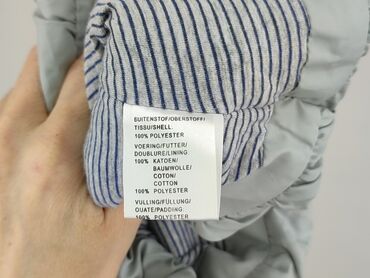 BUITENSTOF/OBERSTOFF/
TISSU/SHELL:
100% POLYESTER
VOERING/FUTTER/
DOUBLURE/LINING:
100% KATOEN/
BAUMWOLLE/
COTON/
COTTON
100% POLYESTER
VULLING/FÜLLUNG/
OUATE/PADDING:
100% POLYESTER